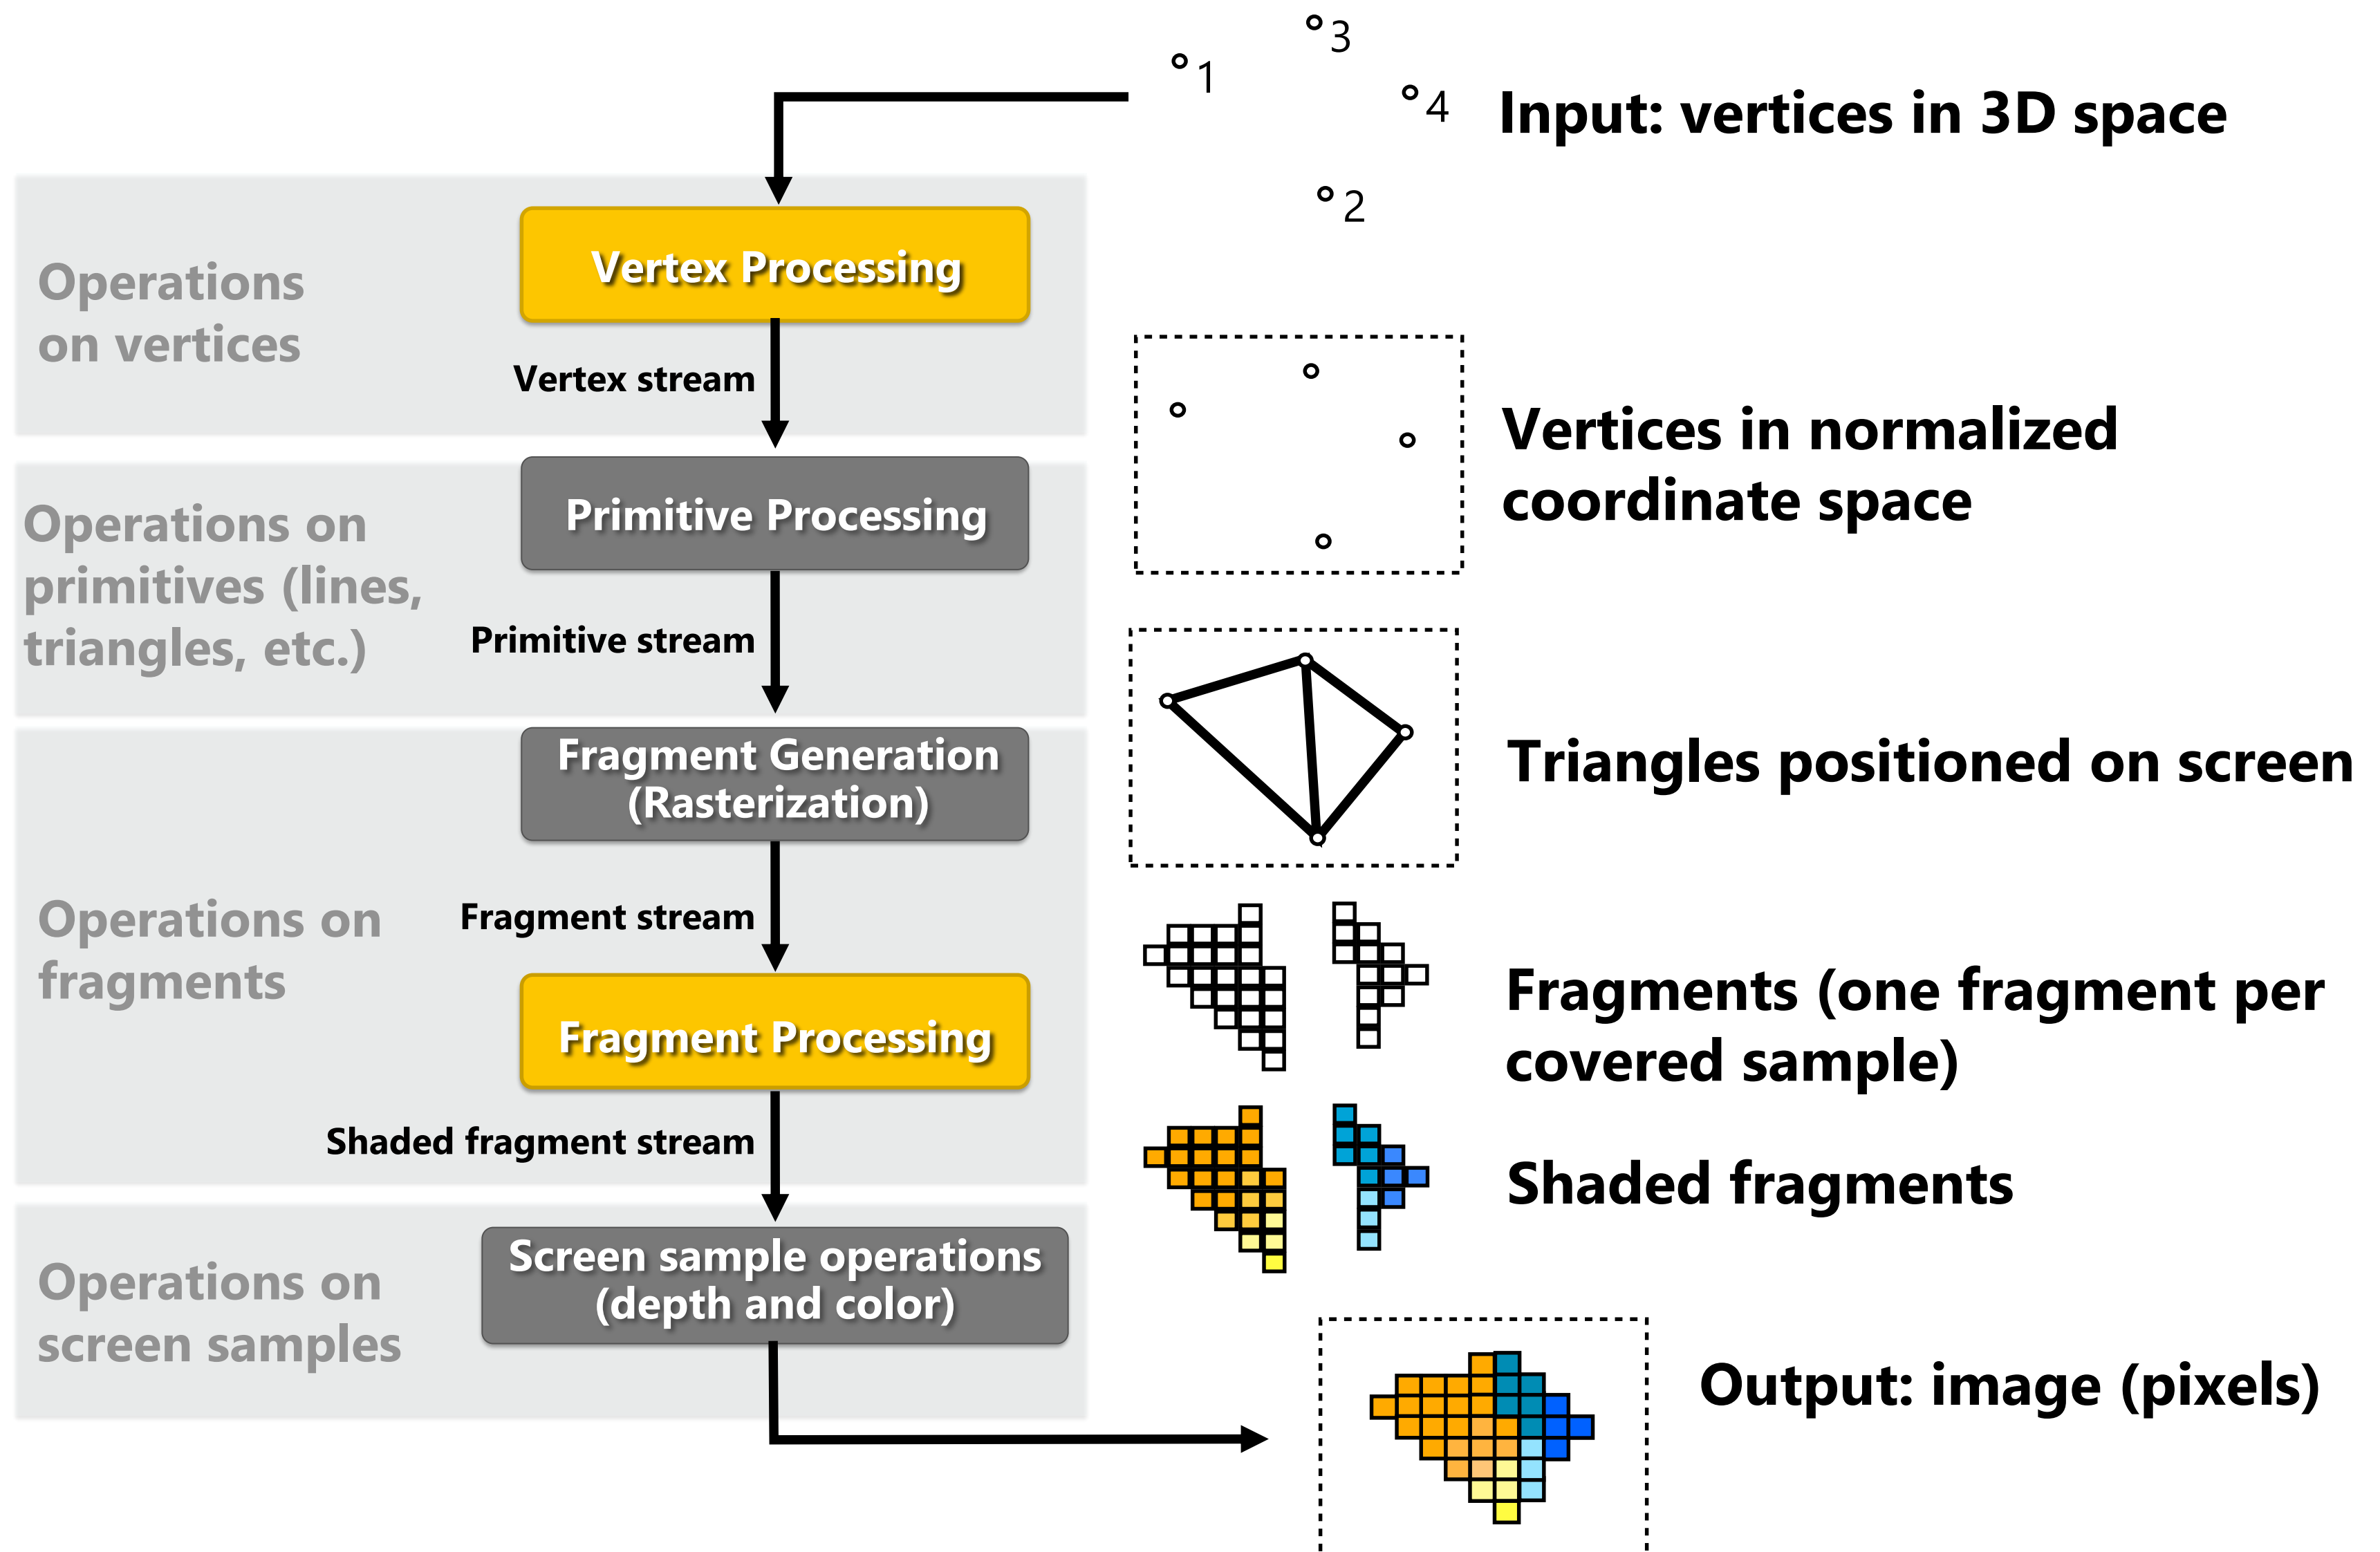 3
1
4
Input: vertices in 3D space
2
Operations
on vertices
Vertex Processing
Vertex stream
Vertices in normalized
coordinate space
Operations on
primitives (lines,
triangles, etc.)
Primitive Processing
Primitive stream
Triangles positioned on screen
Operations on
fragments
Fragment Generation
(Rasterization)
Fragment stream
Fragments (one fragment per
covered sample)
Fragment Processing
Shaded fragment stream
Shaded fragments
Operations on
screen samples
Screen sample operations
(depth and color)
Output: image (pixels)